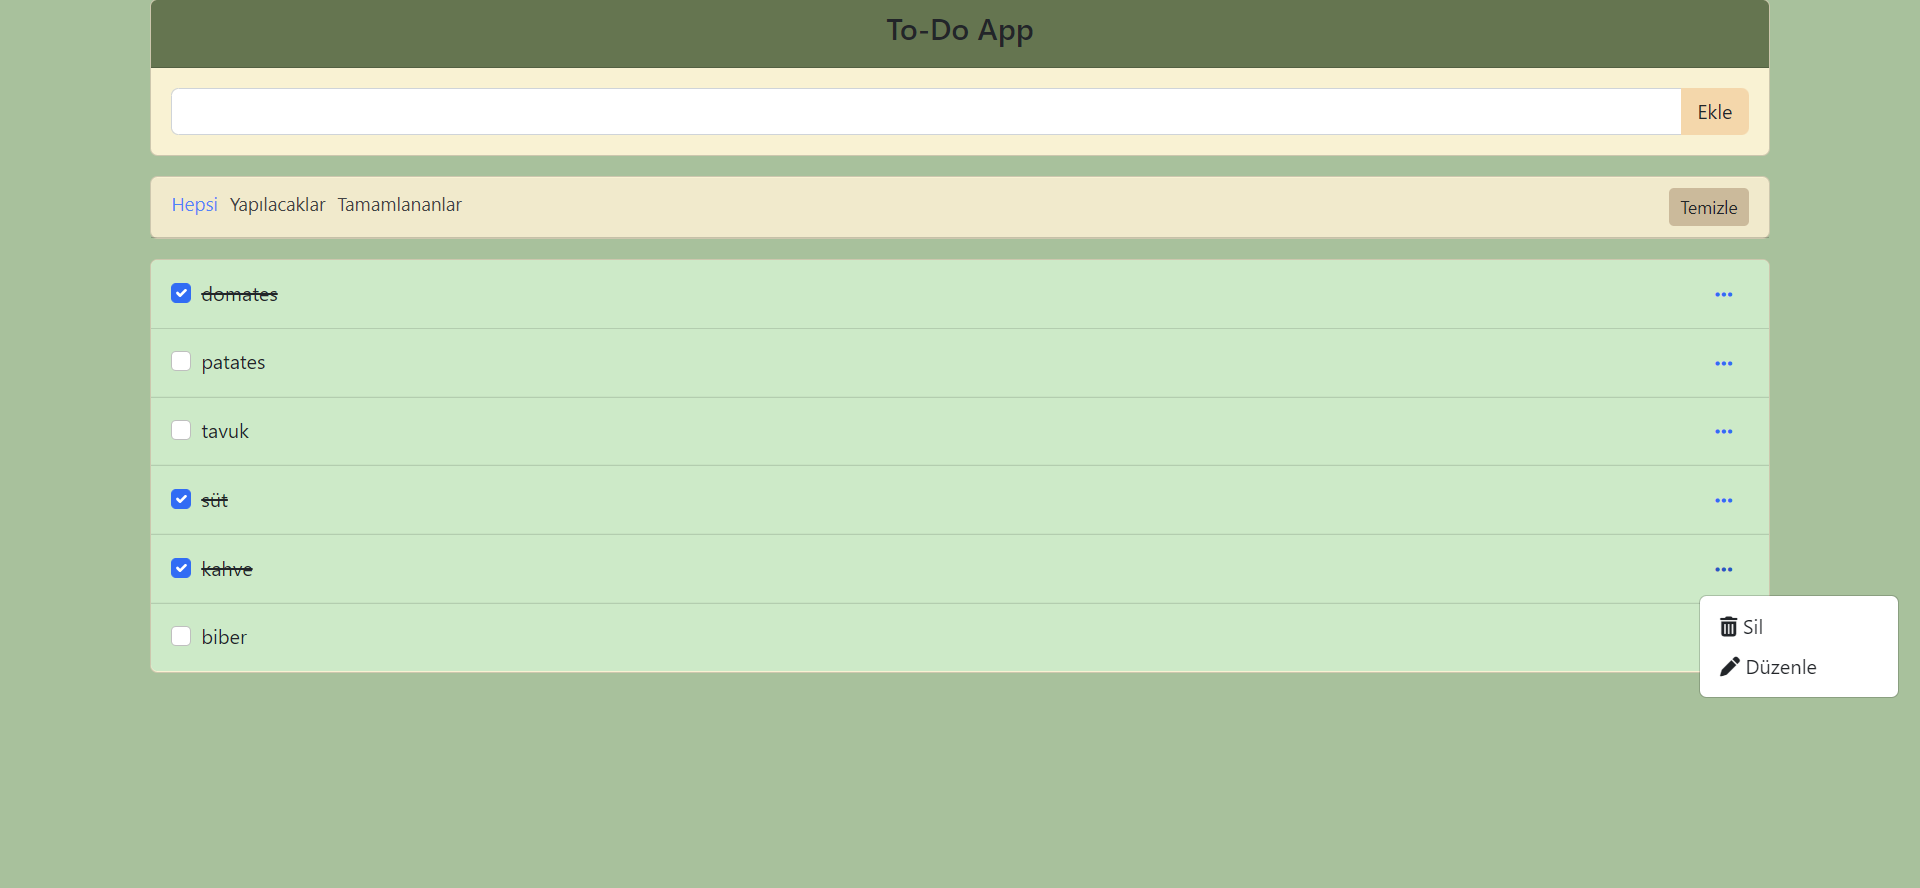 To-Do App
Ekle
Hepsi Yapılacaklar Tamamlananlar Temizle
domates
patates
tavuk
süt
kahve
biber
Sil
Düzenle